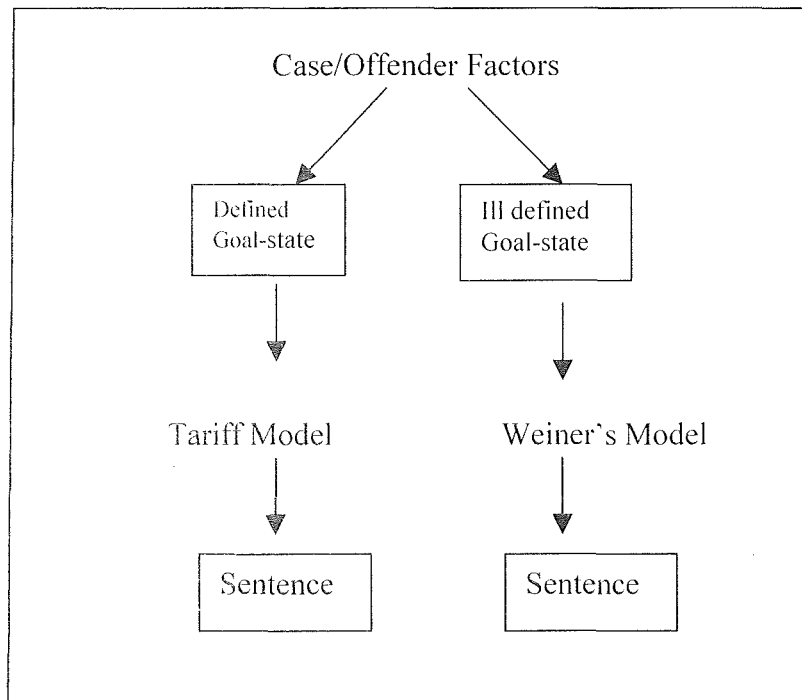 Case/Offender Factors
Defined
Goal-state
Ill defined
Goal-state
Tariff Model
Weiner's Model
Sentence
Sentence